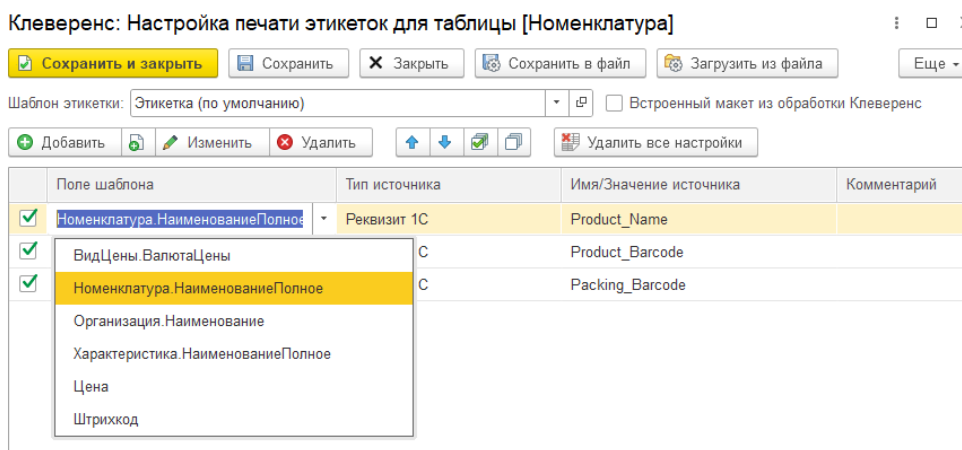 Клеверенс: Настройка печати этикеток для таблицы [Номенклатура]
Сохранить и закрыть Сохранить Закрыть Сохранить в файл Загрузить из файла Еще
Шаблон этикетки: Этикетка (по умолчанию) Встроенный макет из обработки Клеверенс
Добавить Изменить Удалить Удалить все настройки
Поле шаблона Тип источника Имя/Значение источника Комментарий
Номенклатура.НаименованиеПолное Реквизит 1С Product_Name
С Product_Barcode
С Packing_Barcode
ВидЦены.ВалютаЦены
Номенклатура.НаименованиеПолное
Организация.Наименование
Характеристика.НаименованиеПолное
Цена
Штрихкод